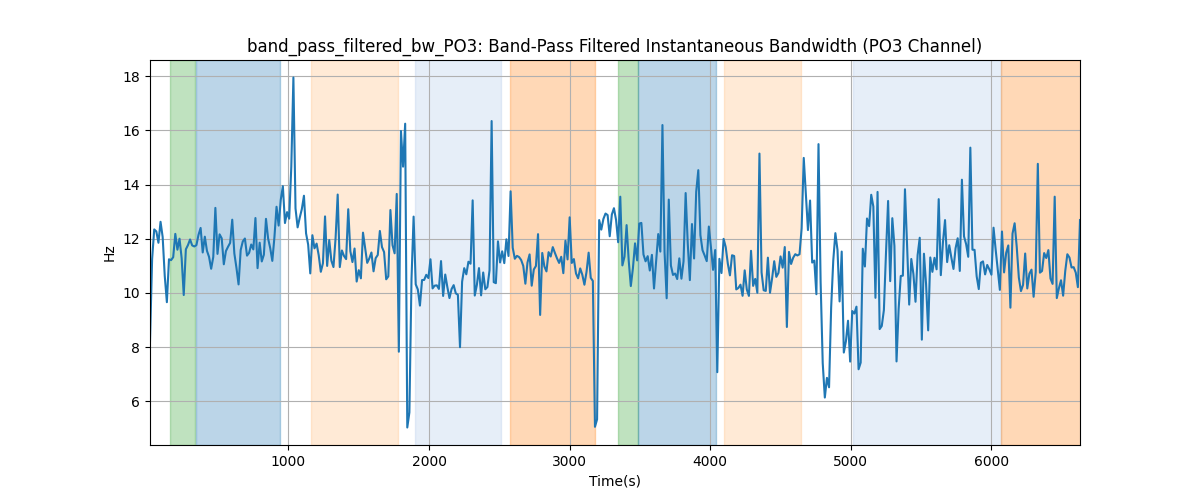 band_pass_filtered_bw_PO3: Band-Pass Filtered Instantaneous Bandwidth (PO3 Channel)
18
16
14
12
10
8
6
Hz
1000 2000 3000 4000 5000 6000
Time(s)